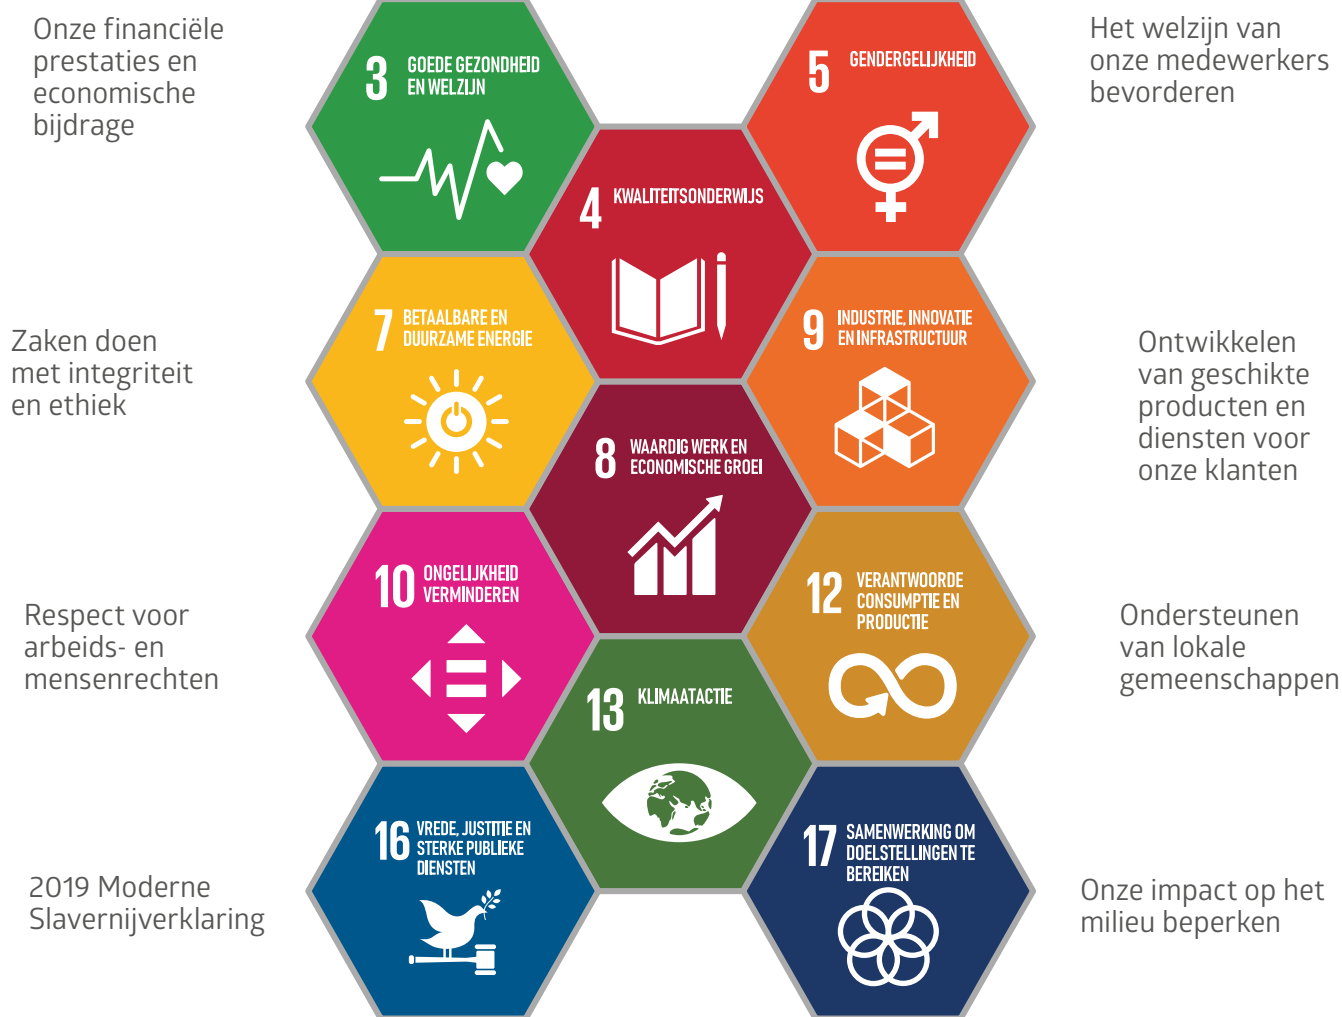 Onze financiële
prestaties en
economische
bijdrage
3 GOEDE GEZONDHEID
EN WELZIJN
5 GENDERGELIJKHEID
Het welzijn van
onze medewerkers
bevorderen
4 KWALITEITSONDERWIJS
Zaken doen
met integriteit
en ethiek
7 BETAALBARE EN
DUURZAME ENERGIE
9 INDUSTRIE, INNOVATIE
EN INFRASTRUCTUUR
Ontwikkelen
van geschikte
producten en
diensten voor
onze klanten
8 WAARDIG WERK EN
ECONOMISCHE GROEI
Respect voor
arbeids- en
mensenrechten
10 ONGELIJKHEID
VERMINDEREN
12 VERANTWOORDE
CONSUMPTIE EN
PRODUCTIE
Ondersteunen
van lokale
gemeenschappen
13 KLIMAATACTIE
2019 Moderne
Slavernijverklaring
16 VREDE, JUSTITIE EN
STERKE PUBLIEKE
DIENSTEN
17 SAMENWERKING OM
DOELSTELLINGEN TE
BEREIKEN
Onze impact op het
milieu beperken